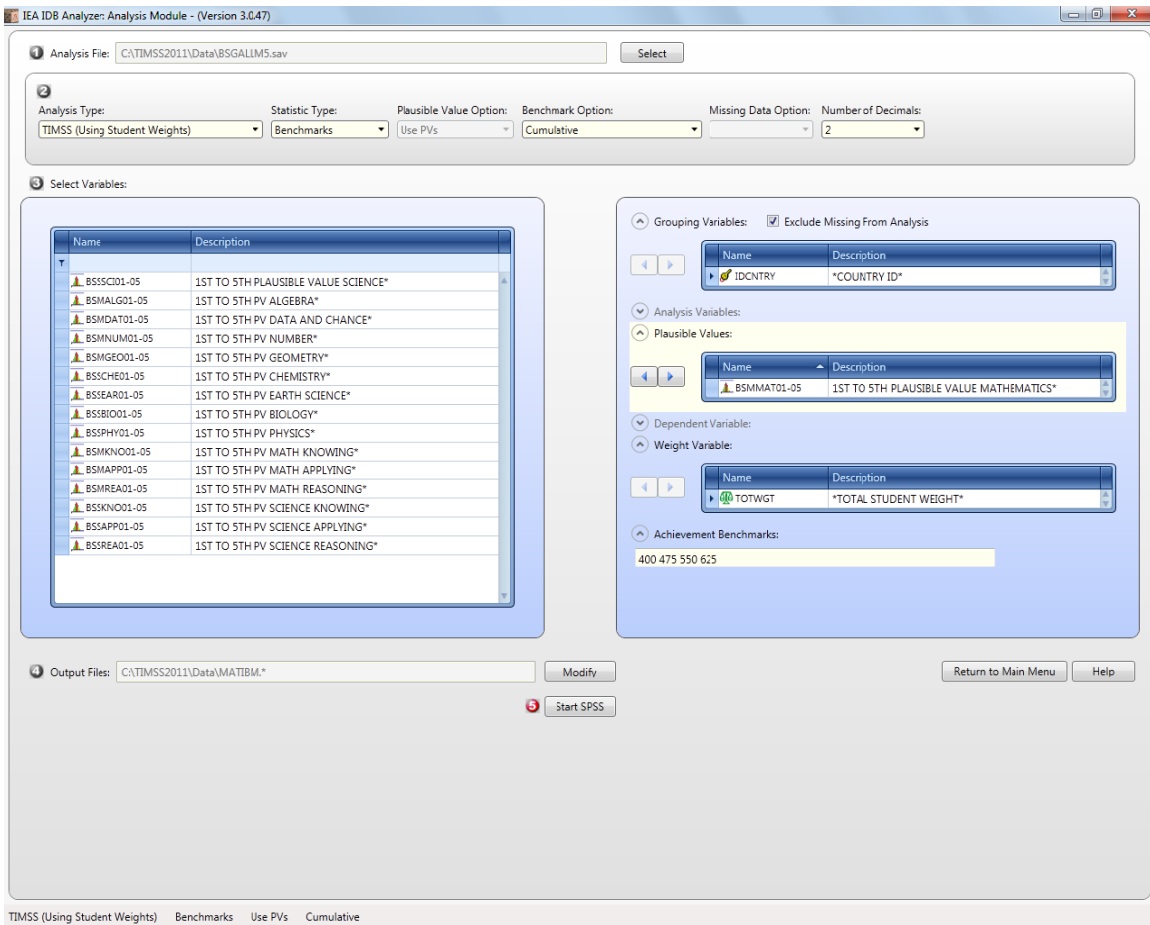 IEA IDB Analyzer: Analysis Module - (Version 3.0.47)
1 Analysis File: C:\TIMSS2011\Data\BSGALLM5.sav Select
2
Analysis Type: Statistic Type: Plausible Value Option: Benchmark Option: Missing Data Option: Number of Decimals:
TIMSS (Using Student Weights) Benchmarks Use PVs Cumulative 2
3 Select Variables:
Name Description
BSSSCI01-05 1ST TO 5TH PLAUSIBLE VALUE SCIENCE*
BSMALG01-05 1ST TO 5TH PV ALGEBRA*
BSMDAT01-05 1ST TO 5TH PV DATA AND CHANCE*
BSMNUM01-05 1ST TO 5TH PV NUMBER*
BSMGEO01-05 1ST TO 5TH PV GEOMETRY*
BSSCHE01-05 1ST TO 5TH PV CHEMISTRY*
BSSEAR01-05 1ST TO 5TH PV EARTH SCIENCE*
BSSBIO01-05 1ST TO 5TH PV BIOLOGY*
BSSPHY01-05 1ST TO 5TH PV PHYSICS*
BSMKNO01-05 1ST TO 5TH PV MATH KNOWING*
BSMAPP01-05 1ST TO 5TH PV MATH APPLYING*
BSMREA01-05 1ST TO 5TH PV MATH REASONING*
BSSKNO01-05 1ST TO 5TH PV SCIENCE KNOWING*
BSSAPP01-05 1ST TO 5TH PV SCIENCE APPLYING*
BSSREA01-05 1ST TO 5TH PV SCIENCE REASONING*
Grouping Variables: Exclude Missing From Analysis
Name Description
IDCNTRY *COUNTRY ID*
Analysis Variables:
Plausible Values:
Name Description
BSMMAT01-05 1ST TO 5TH PLAUSIBLE VALUE MATHEMATICS*
Dependent Variable:
Weight Variable:
Name Description
TOTWGT *TOTAL STUDENT WEIGHT*
Achievement Benchmarks:
400 475 550 625
4 Output Files: C:\TIMSS2011\Data\MATIBM.* Modify Return to Main Menu Help
5 Start SPSS
TIMSS (Using Student Weights) Benchmarks Use PVs Cumulative